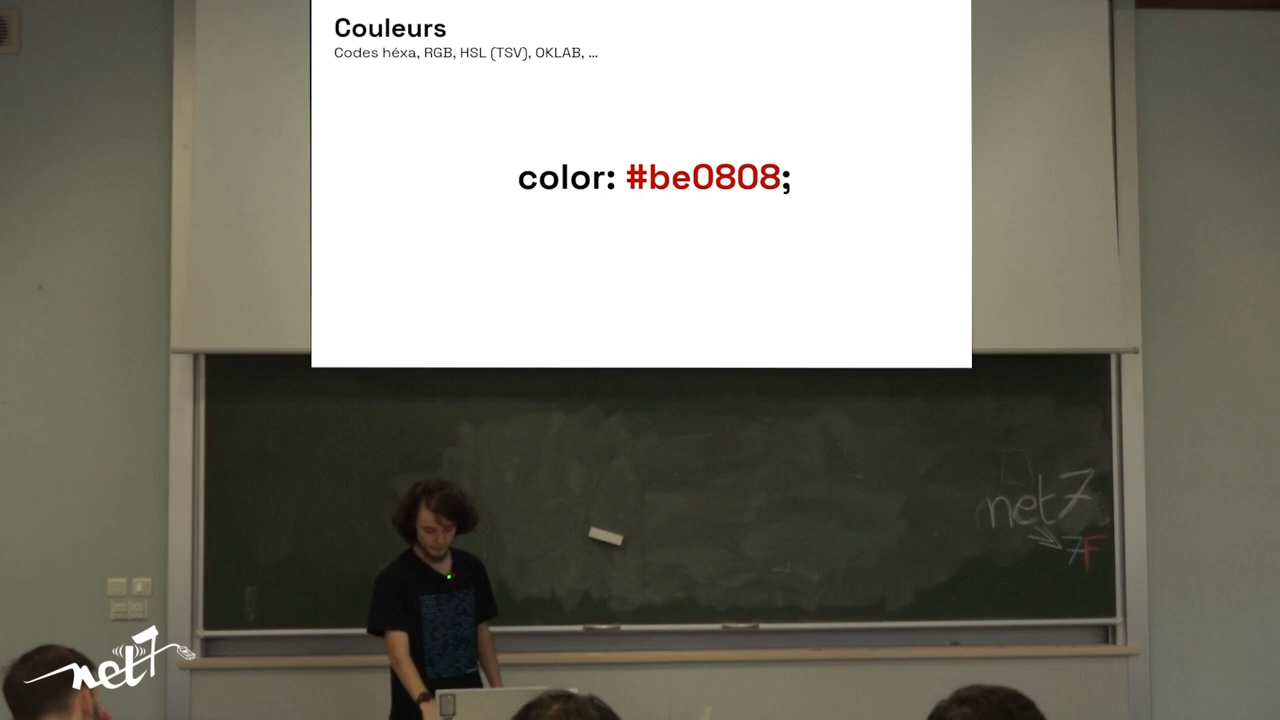 Couleurs
Codes héxa, RGB, HSL (TSV), OKLAB, ...
color: #be0808;
net7
7F
net7